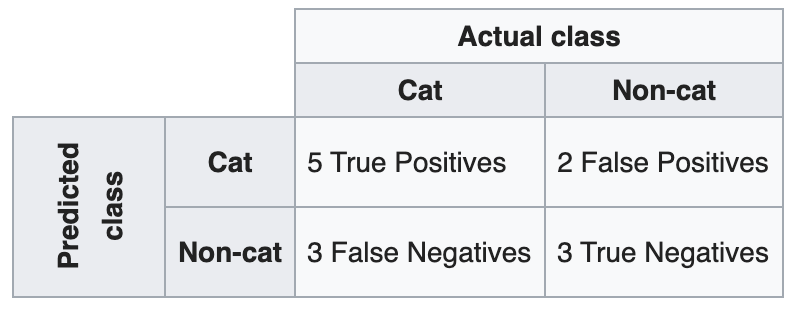 Actual class
Cat
Non-cat
Predicted
class
Cat
5 True Positives
2 False Positives
Non-cat
3 False Negatives
3 True Negatives